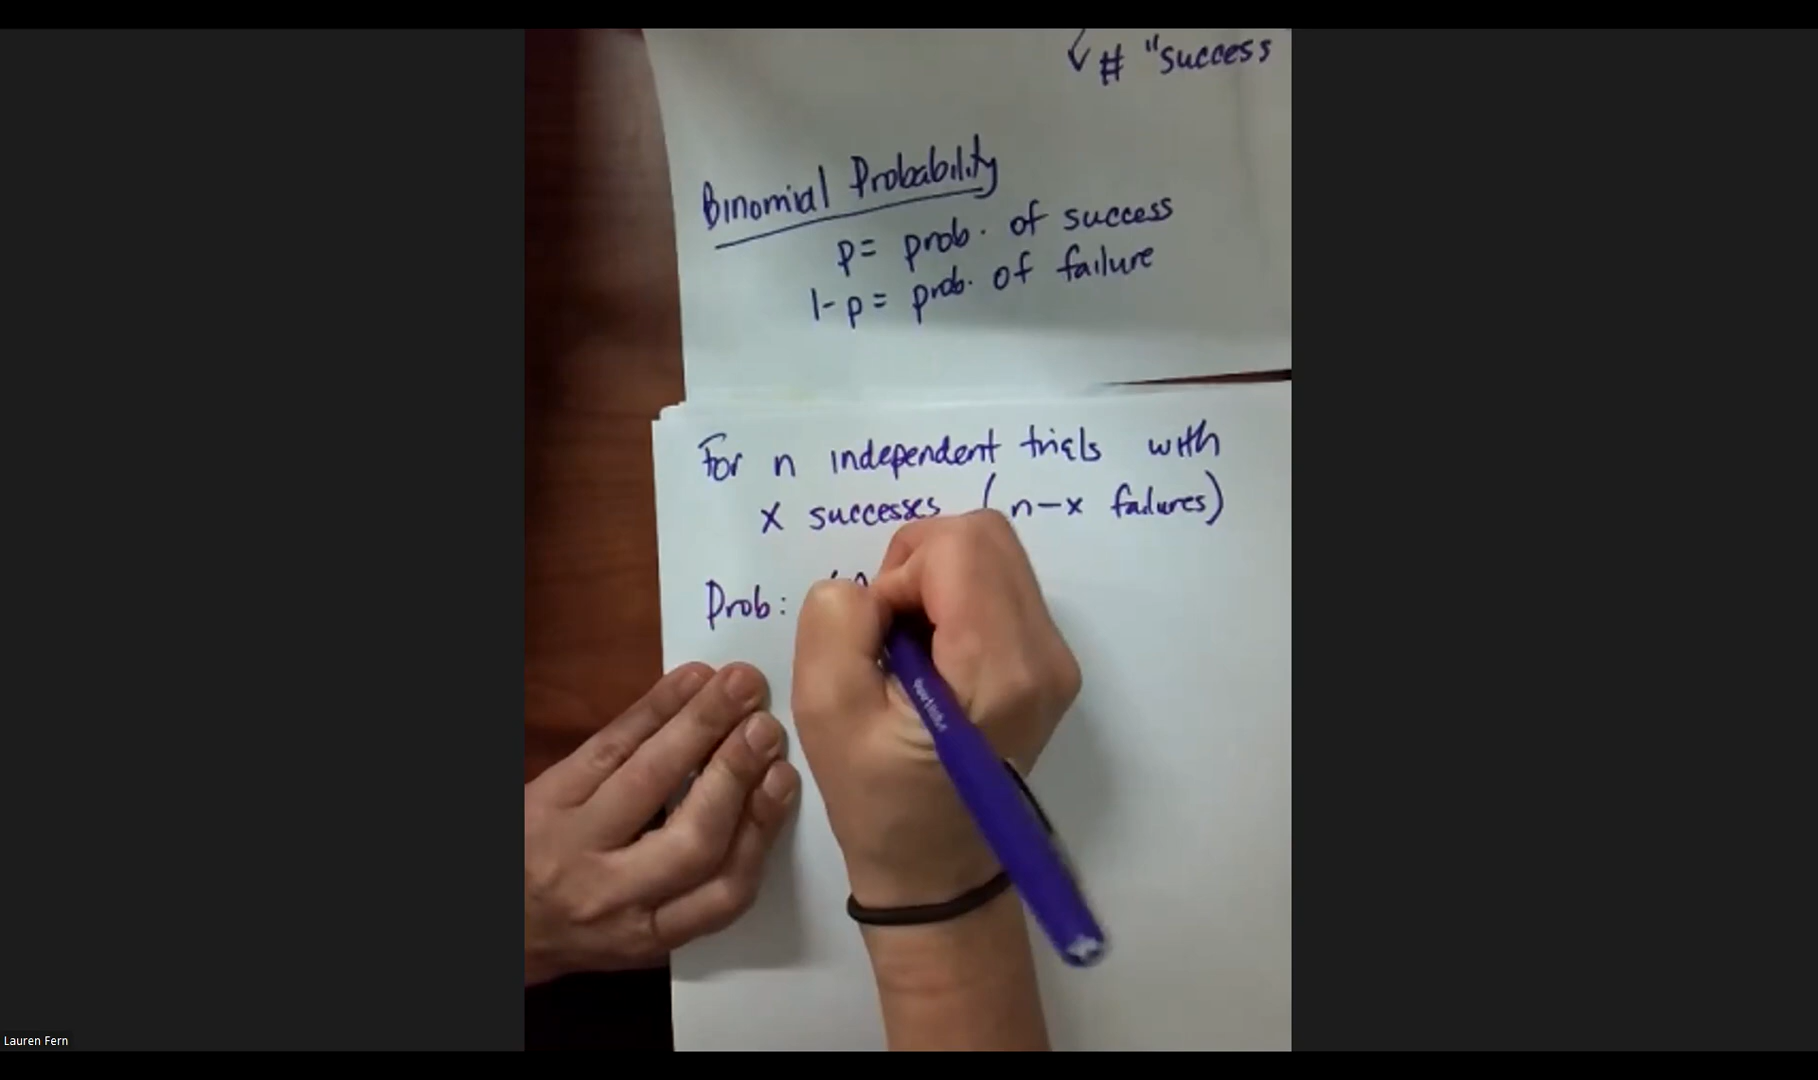 # "success
Binomial Probability
p = prob. of success
1-p = prob. of failure
For n independent trials with
x successes (n-x failures)
Prob: (n
Lauren Fern